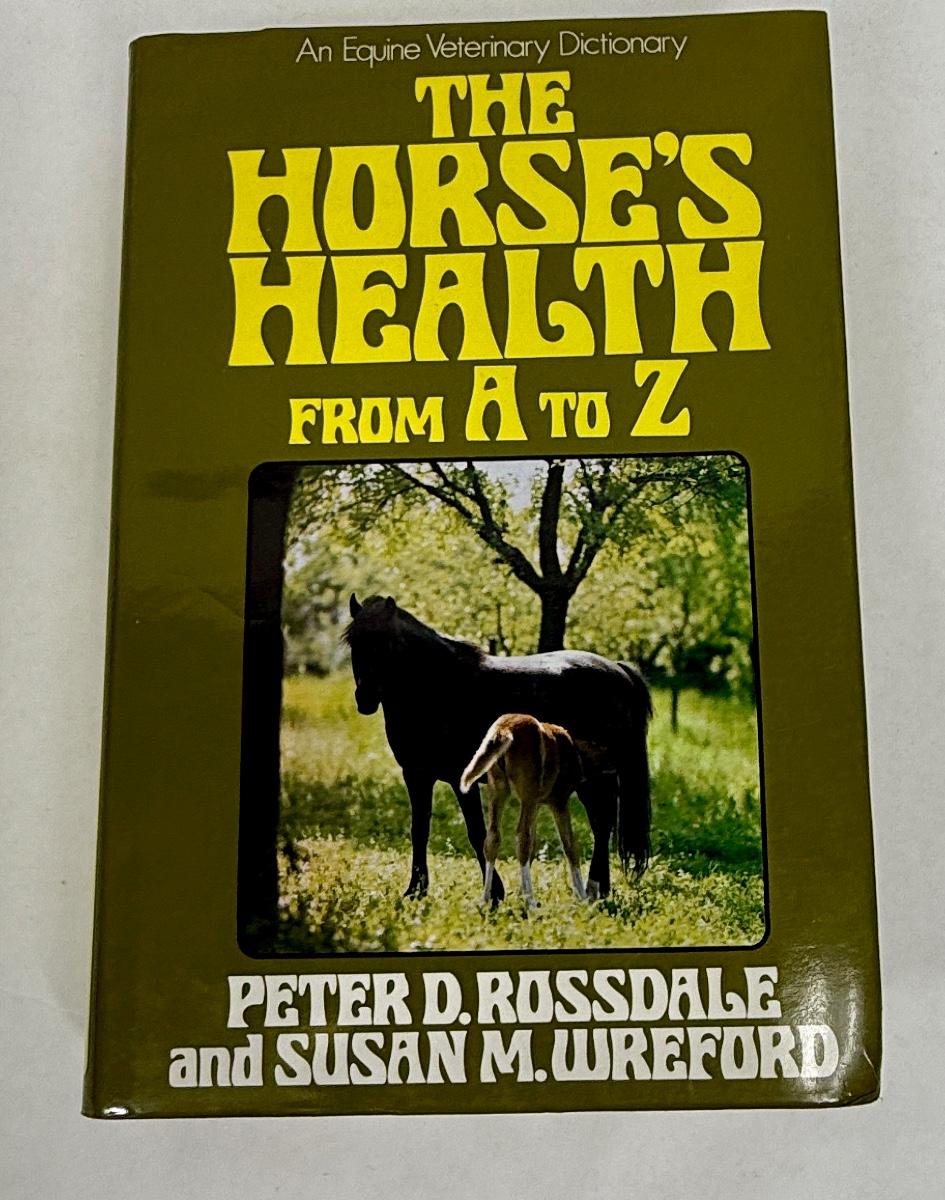 An Equine Veterinary Dictionary
THE
HORSE'S
HEALTH
FROM A TO Z
PETER D. ROSSDALE
and SUSAN M. WREFORD